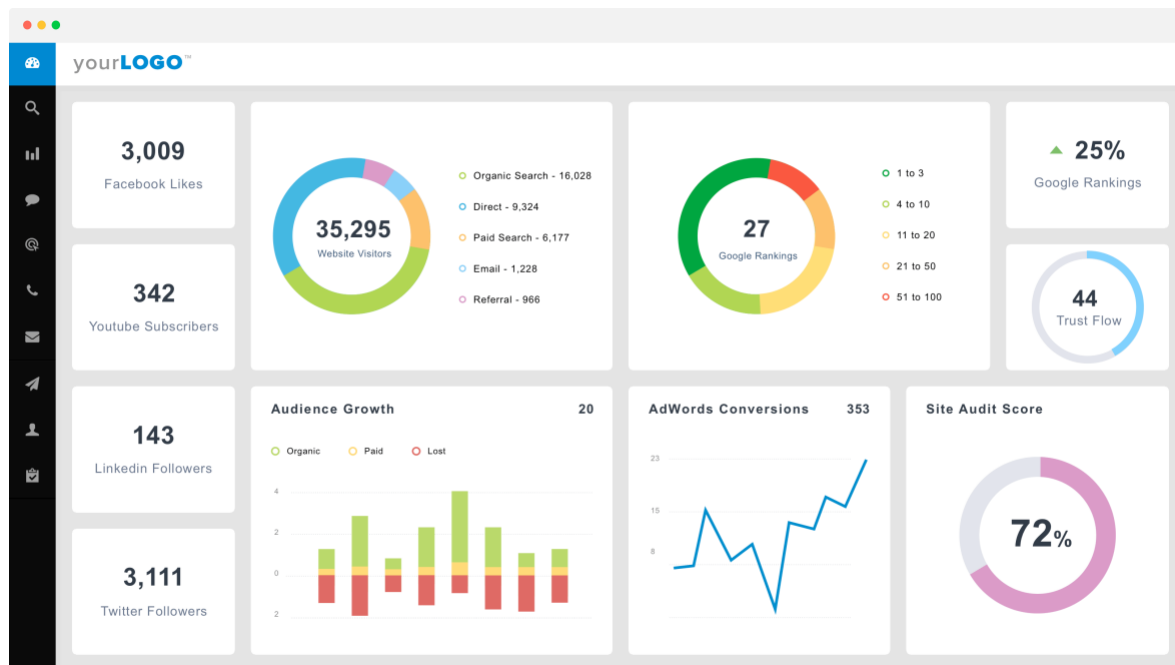 yourLOGO™
3,009
Facebook Likes
342
Youtube Subscribers
143
Linkedin Followers
3,111
Twitter Followers
35,295
Website Visitors
Organic Search - 16,028
Direct - 9,324
Paid Search - 6,177
Email - 1,228
Referral - 966
27
Google Rankings
1 to 3
4 to 10
11 to 20
21 to 50
51 to 100
25%
Google Rankings
44
Trust Flow
Audience Growth 20
Organic Paid Lost
4
2
0
2
AdWords Conversions 353
23
15
8
Site Audit Score
72%